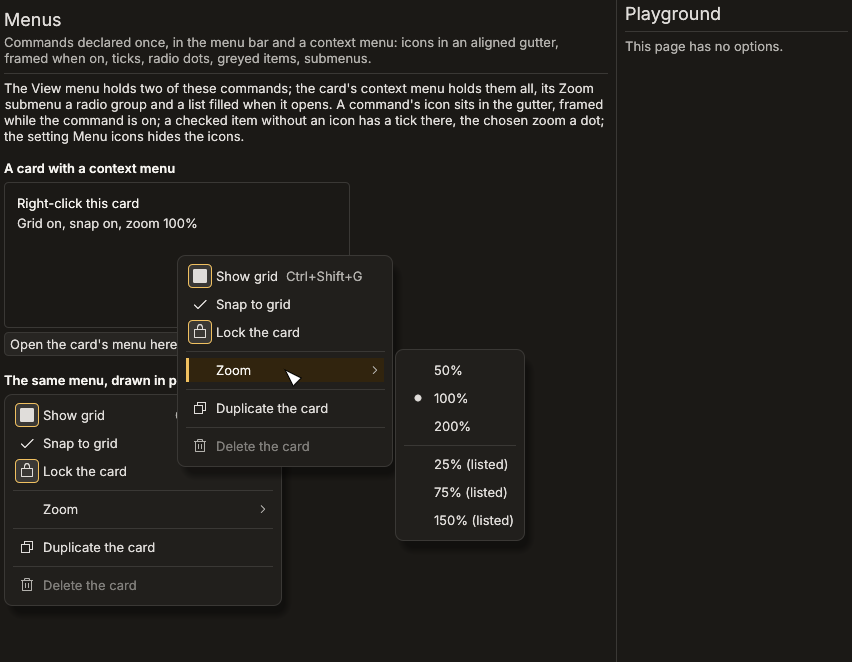 Menus
Commands declared once, in the menu bar and a context menu: icons in an aligned gutter,
framed when on, ticks, radio dots, greyed items, submenus.
The View menu holds two of these commands; the card's context menu holds them all, its Zoom
submenu a radio group and a list filled when it opens. A command's icon sits in the gutter, framed
while the command is on; a checked item without an icon has a tick there, the chosen zoom a dot;
the setting Menu icons hides the icons.
A card with a context menu
Right-click this card
Grid on, snap on, zoom 100%
Show grid Ctrl+Shift+G
Snap to grid
Lock the card
Zoom
Duplicate the card
Delete the card
50%
100%
200%
25% (listed)
75% (listed)
150% (listed)
Open the card's menu here
The same menu, drawn in
Show grid
Snap to grid
Lock the card
Zoom
Duplicate the card
Delete the card
Playground
This page has no options.